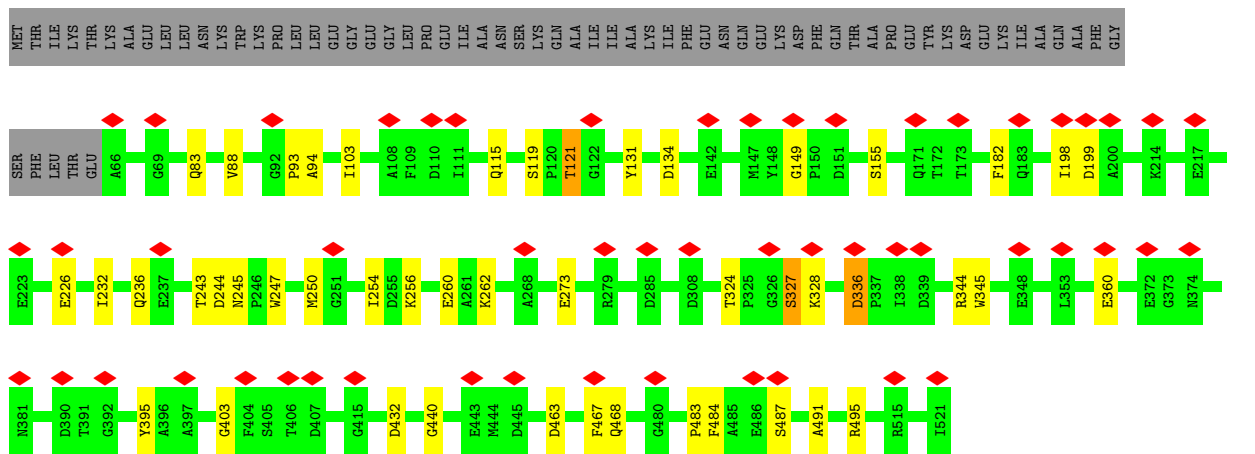 MET THR ILE LYS THR LYS ALA GLU LEU LEU ASN LYS TRP LYS PRO LEU LEU GLU GLY GLU GLY LEU PRO GLU ILE ALA ASN SER LYS GLN ALA ILE ILE ALA LYS ILE PHE GLU ASN GLN GLU LYS ASP PHE GLN THR ALA PRO GLU TYR LYS ASP GLU LYS ILE ALA GLN ALA PHE GLY
SER PHE LEU THR GLU A66 G69 Q83 V88 G92 P93 A94 I103 A108 F109 D110 I111 Q115 S119 P120 T121 G122 Y131 D134 E142 M147 Y148 G149 P150 D151 S155 Q171 T172 T173 F182 Q183 I198 D199 A200 K214 E217
E223 E226 I232 Q236 E237 T243 D244 N245 P246 W247 M250 G251 I254 D255 K256 E260 A261 K262 A268 E273 R279 D285 D308 T324 P325 G326 S327 K328 D336 P337 I338 D339 R344 W345 E348 L353 E360 E372 G373 N374
N381 D390 T391 G392 Y395 A396 A397 G403 F404 S405 T406 D407 G415 D432 G440 E443 M444 D445 D463 F467 Q468 G480 P483 F484 A485 E486 S487 A491 R495 R515 I521